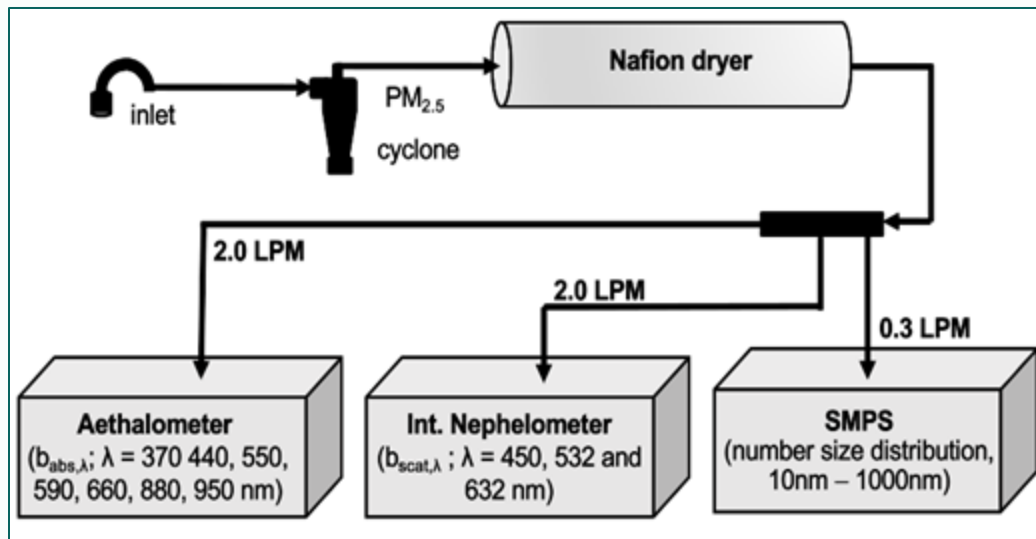 Nafion dryer
inlet
PM2.5
cyclone
2.0 LPM
2.0 LPM
0.3 LPM
Aethalometer
(babs,λ; λ = 370 440, 550,
590, 660, 880, 950 nm)
Int. Nephelometer
(bscat,λ ; λ = 450, 532 and
632 nm)
SMPS
(number size distribution,
10nm – 1000nm)